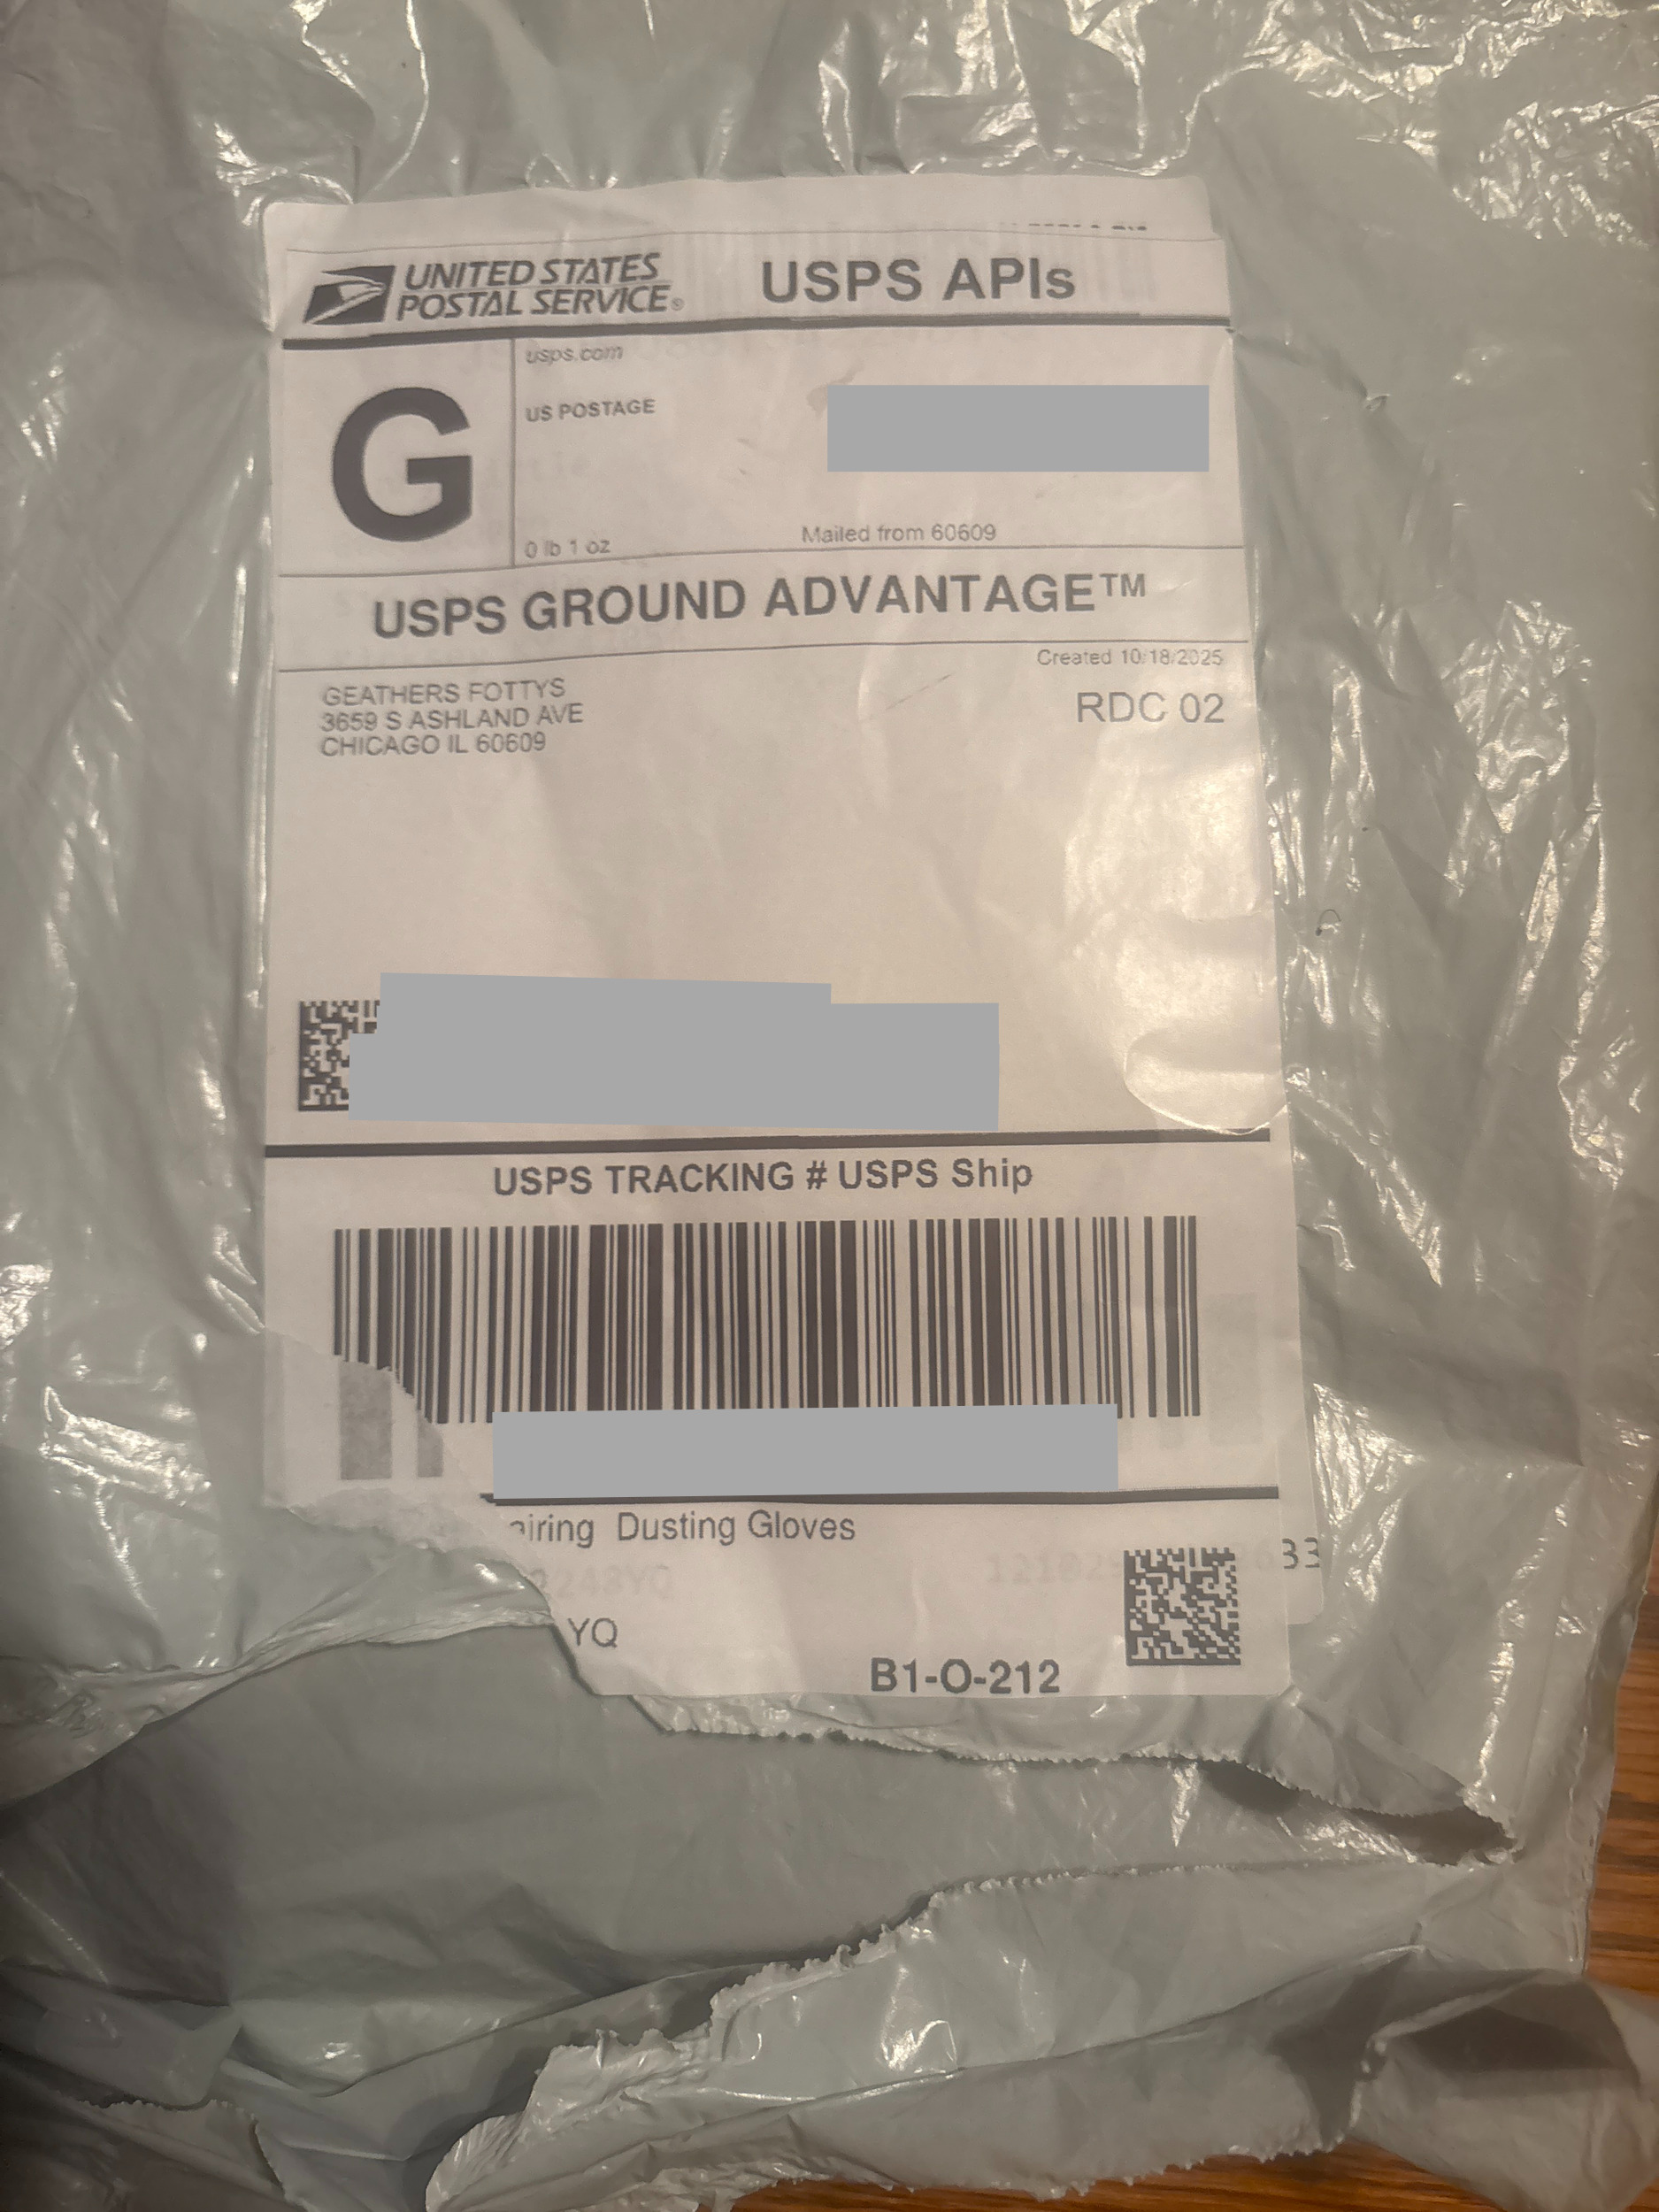 UNITED STATES
POSTAL SERVICE®
USPS APIs
G
usps.com
US POSTAGE
0 lb 1 oz
Mailed from 60609
USPS GROUND ADVANTAGE™
Created 10/18/2025
GEATHERS FOTTYS
3659 S ASHLAND AVE
CHICAGO IL 60609
RDC 02
USPS TRACKING # USPS Ship
airing Dusting Gloves
33
YQ
B1-O-212